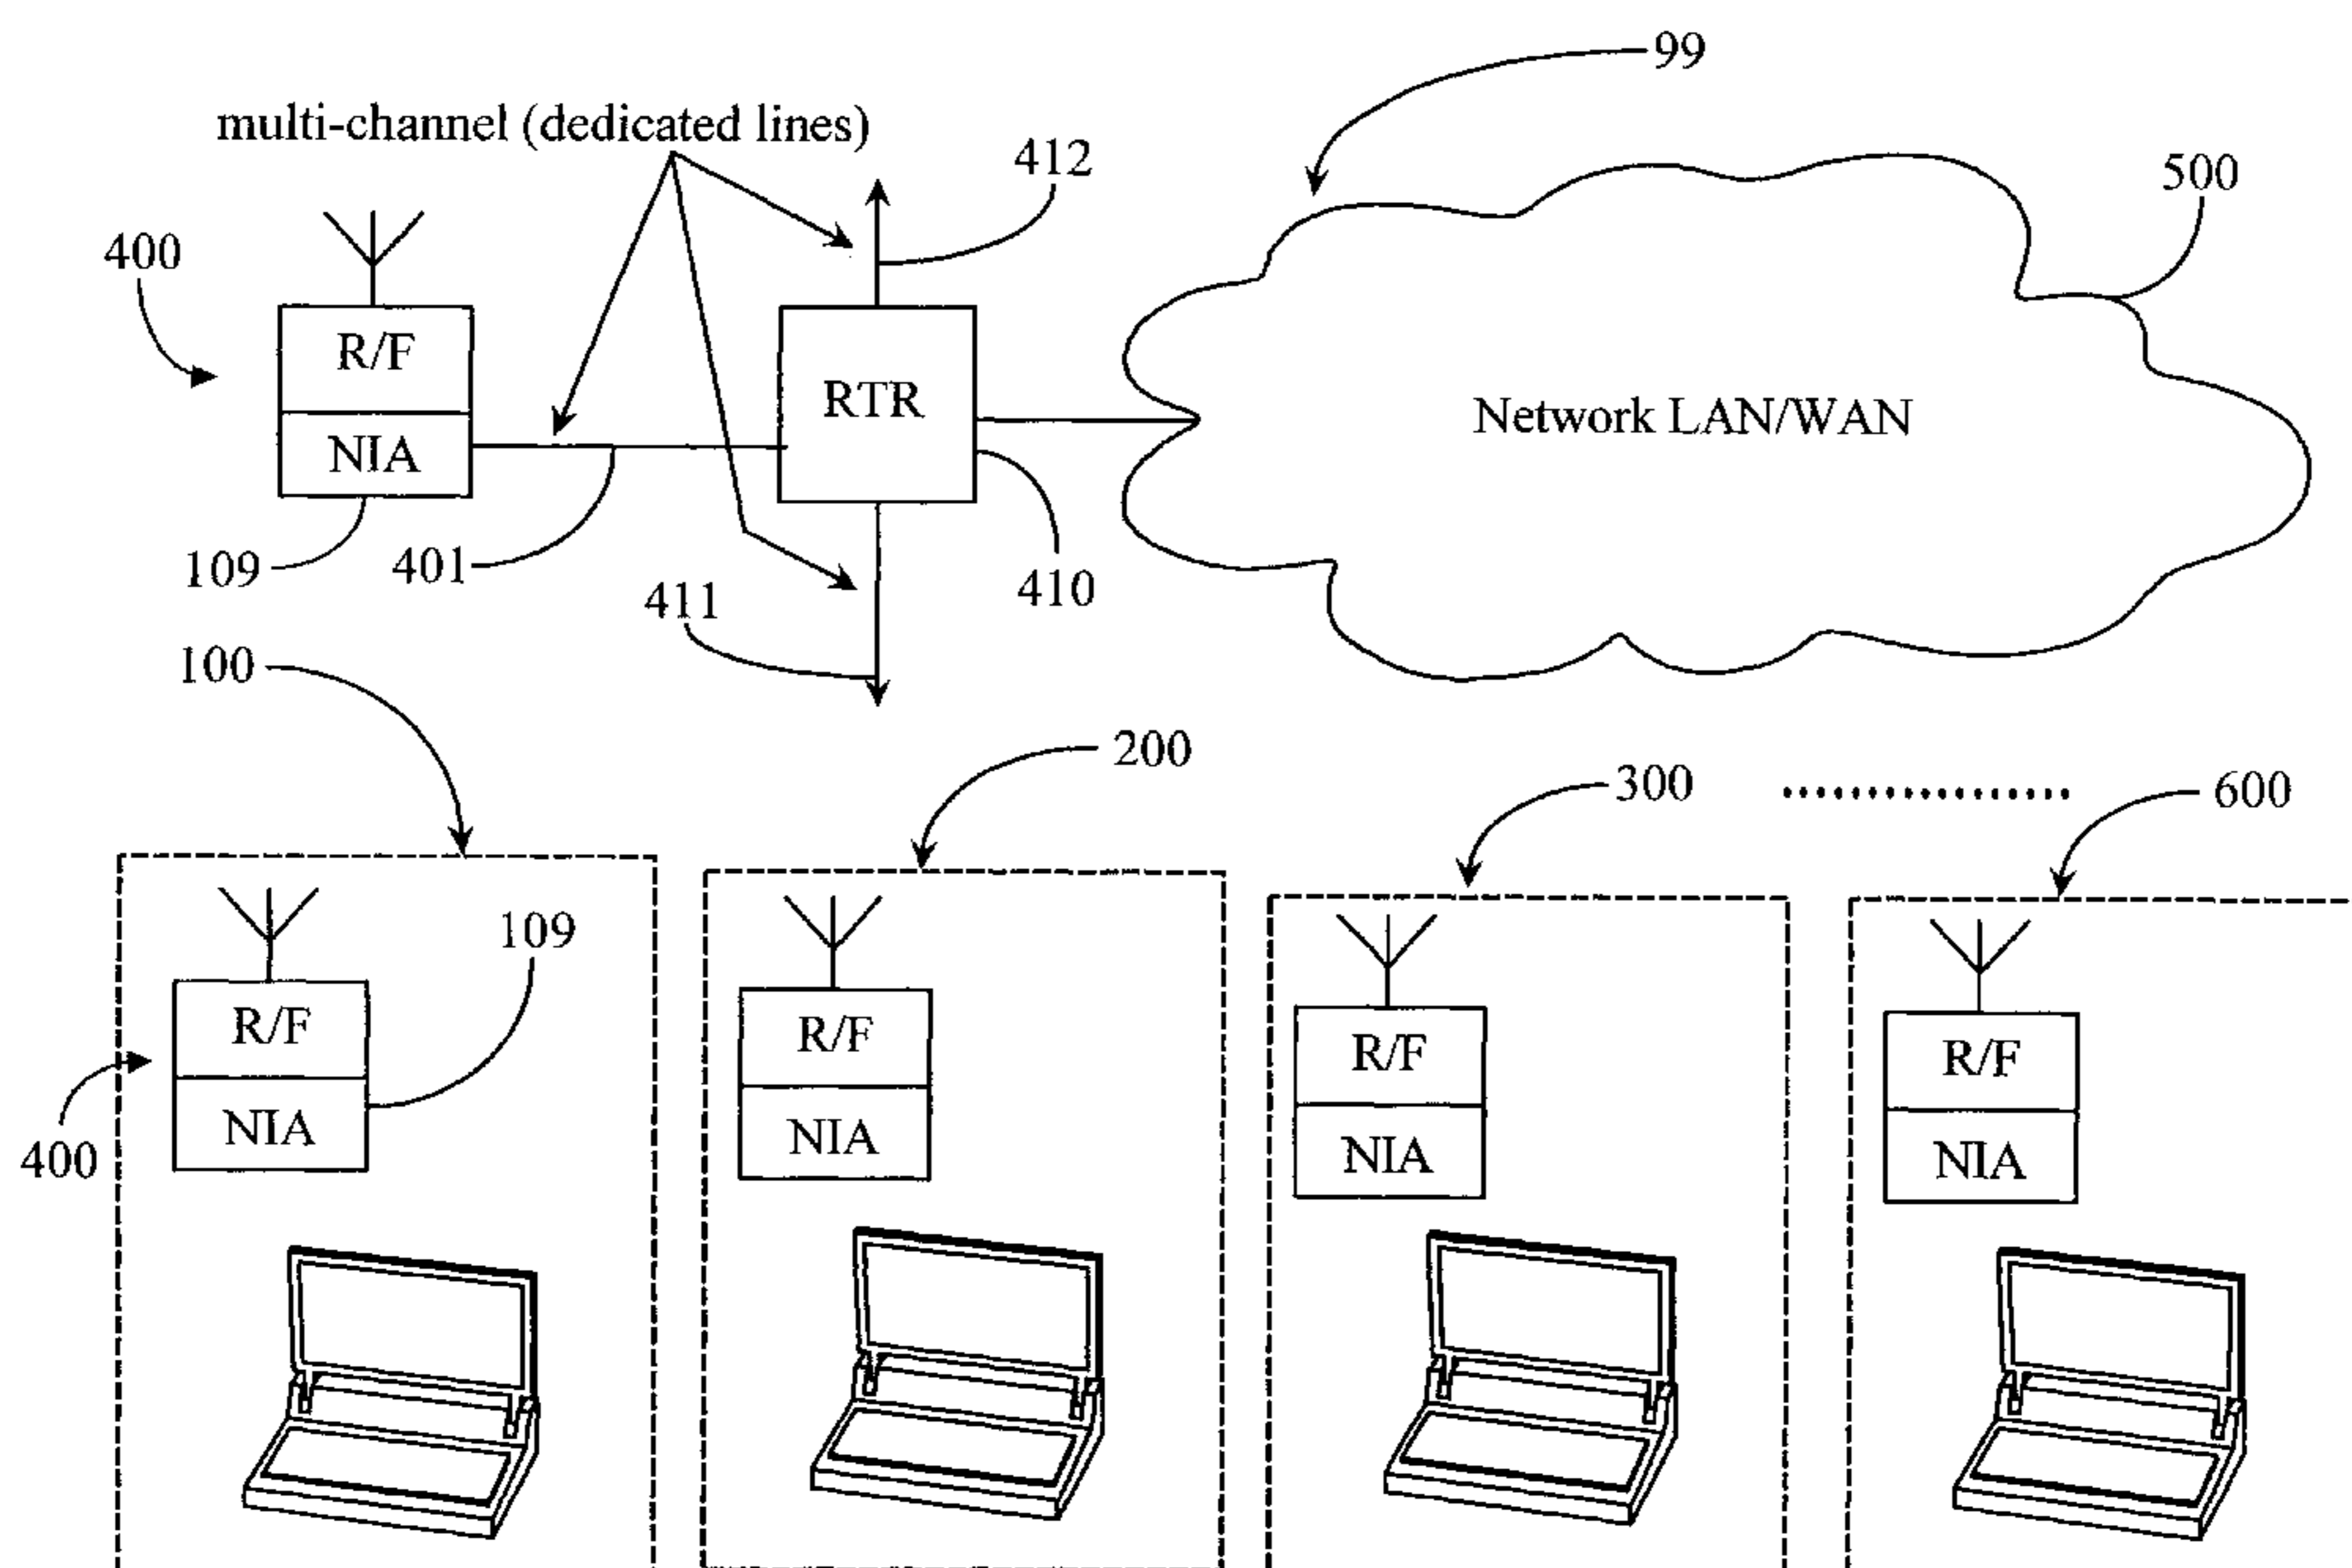 99
multi-channel (dedicated lines)
412
500
400
R/F
RTR
Network LAN/WAN
NIA
109
401
410
411
100
200
300
600
109
R/F
R/F
R/F
R/F
NIA
NIA
NIA
NIA
400